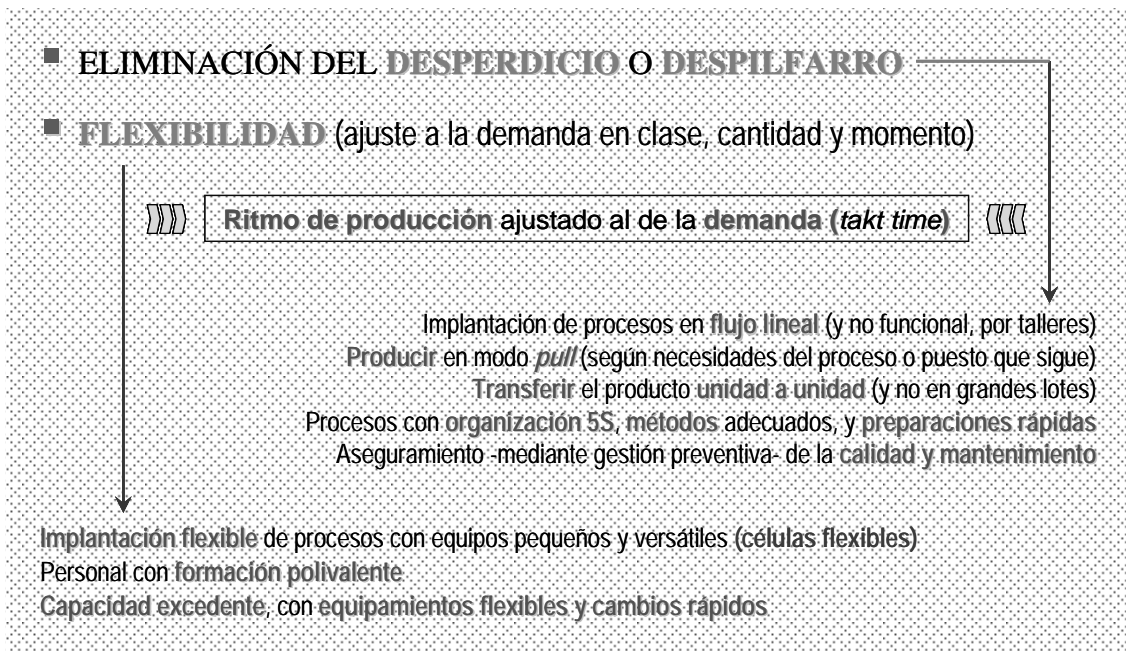 ELIMINACIÓN DEL DESPERDICIO O DESPILFARRO
FLEXIBILIDAD (ajuste a la demanda en clase, cantidad y momento)
Ritmo de producción ajustado al de la demanda (takt time)
Implantación de procesos en flujo lineal (y no funcional, por talleres)
Producir en modo pull (según necesidades del proceso o puesto que sigue)
Transferir el producto unidad a unidad (y no en grandes lotes)
Procesos con organización 5S, métodos adecuados, y preparaciones rápidas
Aseguramiento -mediante gestión preventiva- de la calidad y mantenimiento
Implantación flexible de procesos con equipos pequeños y versátiles (células flexibles)
Personal con formación polivalente
Capacidad excedente, con equipamientos flexibles y cambios rápidos